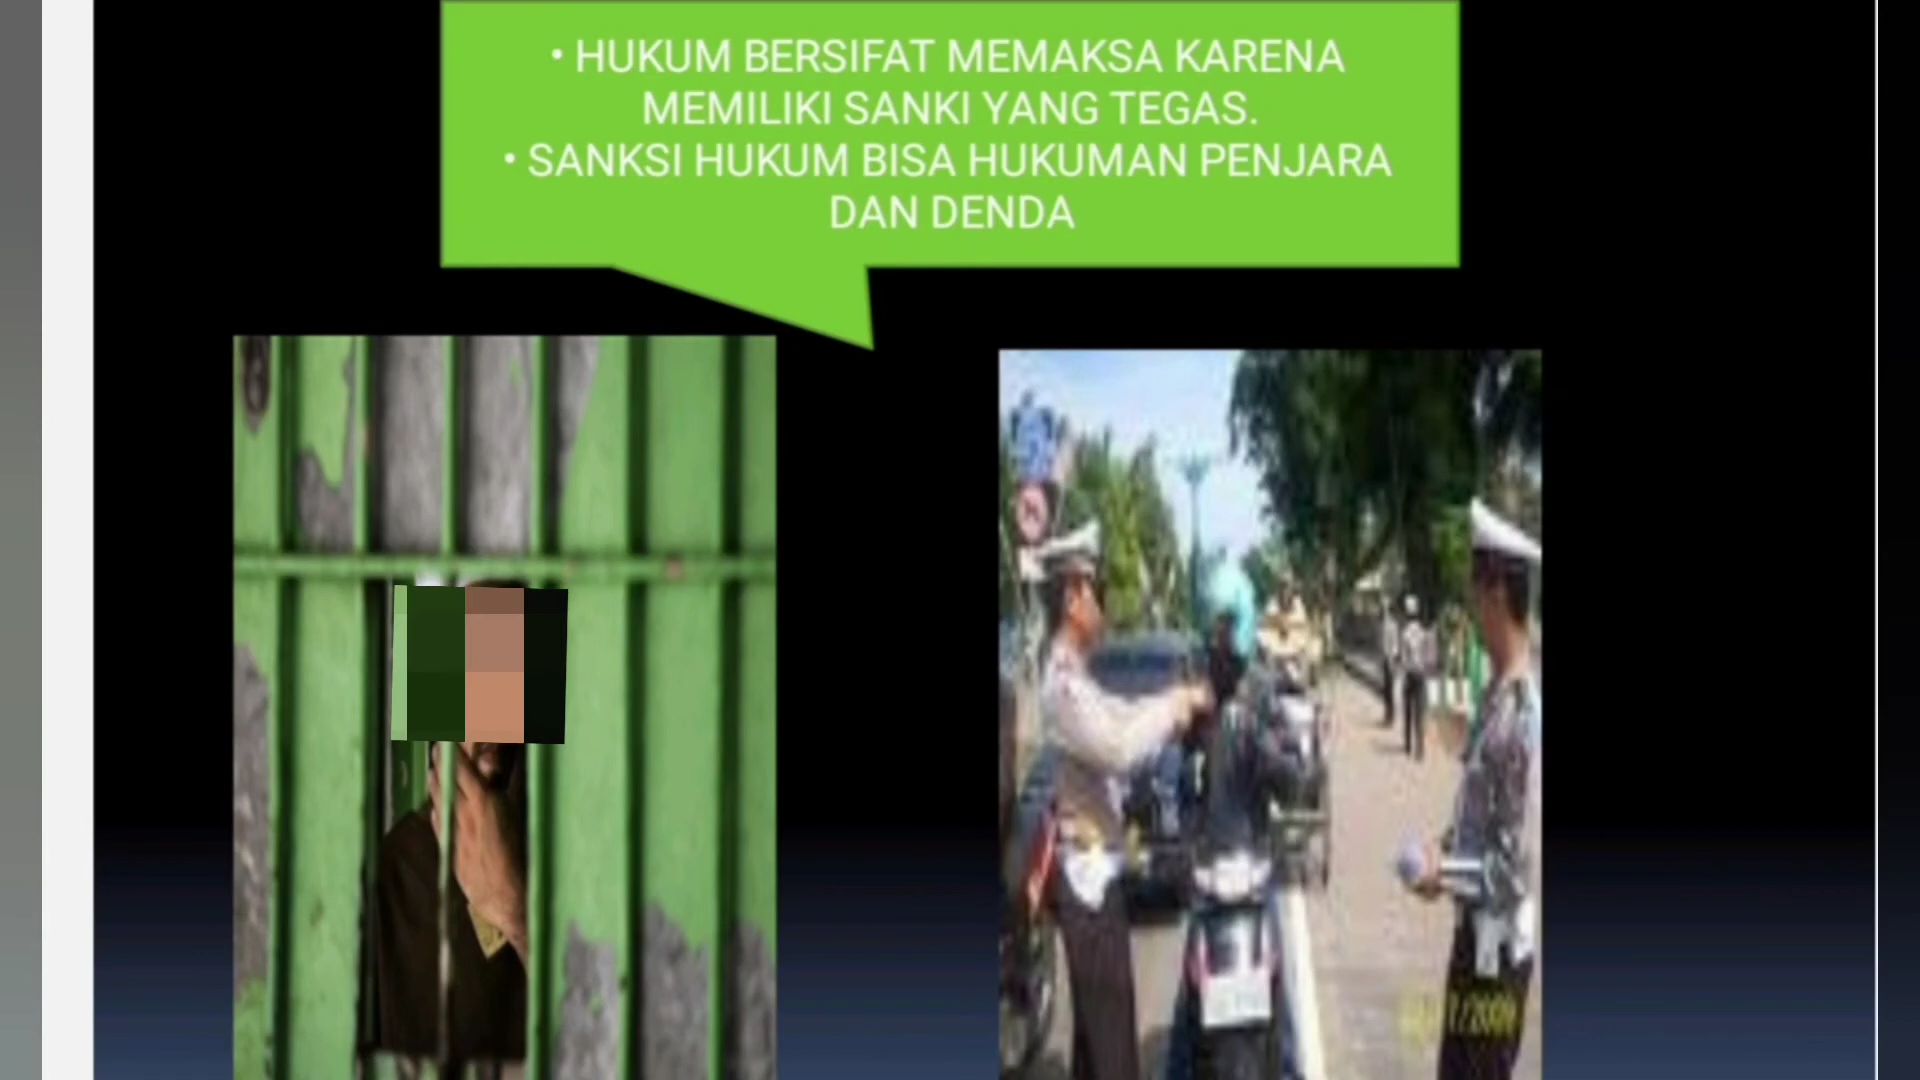 • HUKUM BERSIFAT MEMAKSA KARENA
MEMILIKI SANKI YANG TEGAS.
• SANKSI HUKUM BISA HUKUMAN PENJARA
DAN DENDA